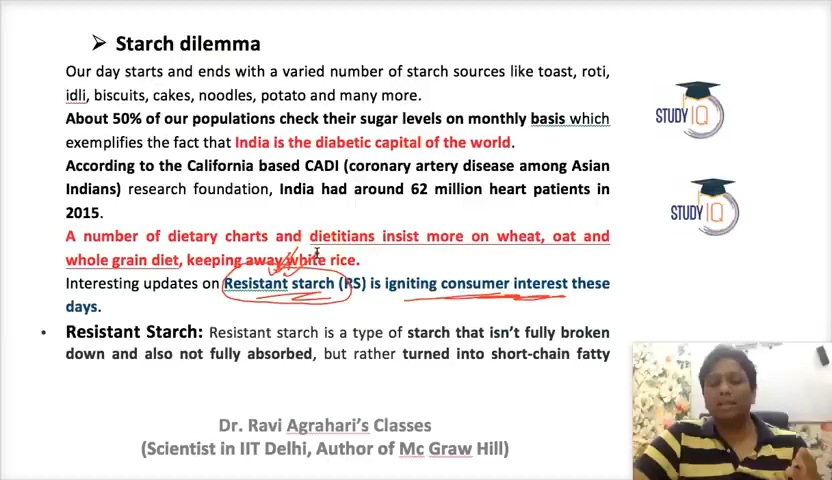 ➢ Starch dilemma
Our day starts and ends with a varied number of starch sources like toast, roti,
idli, biscuits, cakes, noodles, potato and many more.
About 50% of our populations check their sugar levels on monthly basis which
exemplifies the fact that India is the diabetic capital of the world.
According to the California based CADI (coronary artery disease among Asian
Indians) research foundation, India had around 62 million heart patients in
2015.
A number of dietary charts and dietitians insist more on wheat, oat and
whole grain diet, keeping away white rice.
Interesting updates on Resistant starch (RS) is igniting consumer interest these
days.
• Resistant Starch: Resistant starch is a type of starch that isn't fully broken
down and also not fully absorbed, but rather turned into short-chain fatty
Dr. Ravi Agrahari's Classes
(Scientist in IIT Delhi, Author of Mc Graw Hill)
STUDY IQ
STUDY IQ